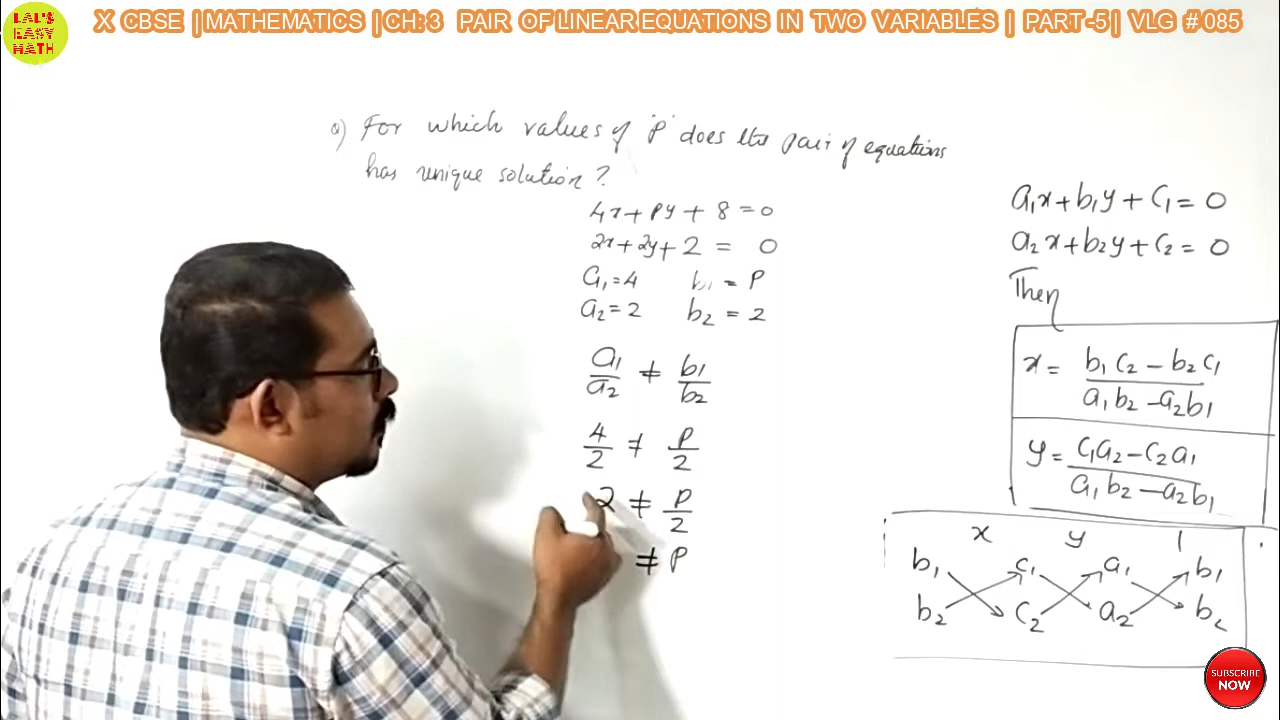 LAL'S
EASY
MATH
X CBSE | MATHEMATICS | CH: 3 PAIR OF LINEAR EQUATIONS IN TWO VARIABLES | PART -5 | VLG # 085
Q) For which values of 'P' does the pair of equations
has unique solution?
4x + Py + 8 = 0
2x + 2y + 2 = 0
a₁ = 4 b₁ = P
a₂ = 2 b₂ = 2
a₁/a₂ ≠ b₁/b₂
4/2 ≠ P/2
2 ≠ P/2
≠ P
a₁x + b₁y + c₁ = 0
a₂x + b₂y + c₂ = 0
Then
x = (b₁c₂ – b₂c₁)/(a₁b₂ – a₂b₁)
y = (c₁a₂ – c₂a₁)/(a₁b₂ – a₂b₁)
x y 1
b₁ c₁ a₁ b₁
b₂ c₂ a₂ b₂
SUBSCRIBE
NOW